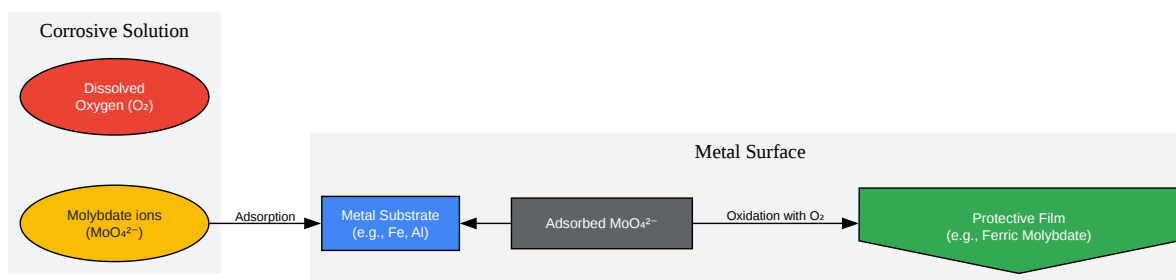 Corrosive Solution
Dissolved
Oxygen (O₂)
Molybdate ions
(MoO₄²⁻)
Adsorption
Metal Surface
Metal Substrate
(e.g., Fe, Al)
Adsorbed MoO₄²⁻
Oxidation with O₂
Protective Film
(e.g., Ferric Molybdate)